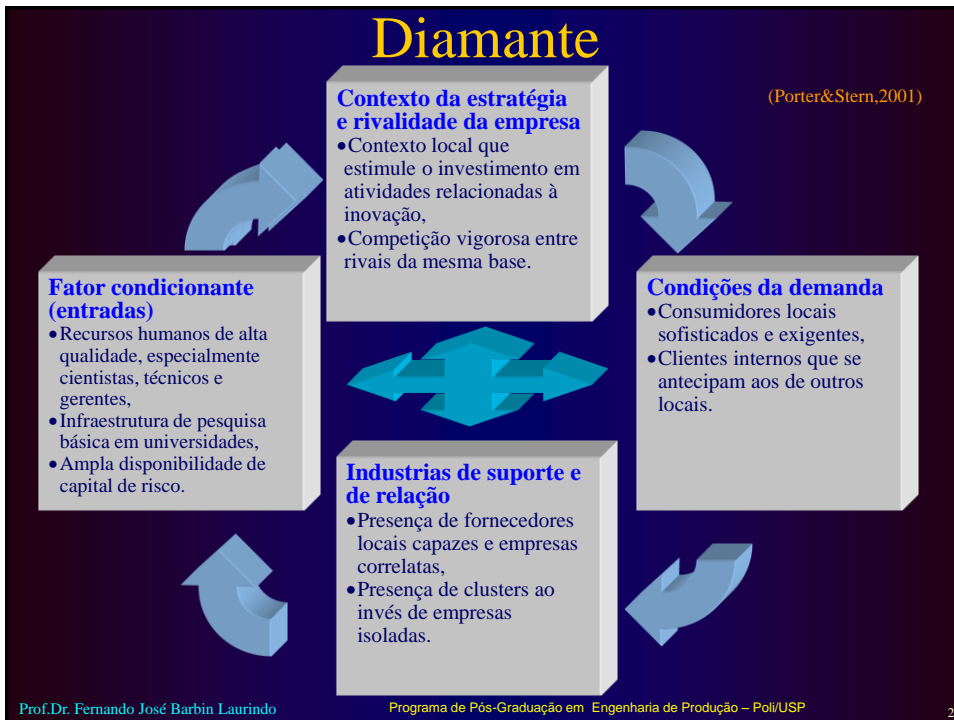 Diamante
(Porter&Stern,2001)
Contexto da estratégia
e rivalidade da empresa
•Contexto local que
estimule o investimento em
atividades relacionadas à
inovação,
•Competição vigorosa entre
rivais da mesma base.
Fator condicionante
(entradas)
•Recursos humanos de alta
qualidade, especialmente
cientistas, técnicos e
gerentes,
•Infraestrutura de pesquisa
básica em universidades,
•Ampla disponibilidade de
capital de risco.
Condições da demanda
•Consumidores locais
sofisticados e exigentes,
•Clientes internos que se
antecipam aos de outros
locais.
Industrias de suporte e
de relação
•Presença de fornecedores
locais capazes e empresas
correlatas,
•Presença de clusters ao
invés de empresas
isoladas.
Prof.Dr. Fernando José Barbin Laurindo
Programa de Pós-Graduação em Engenharia de Produção – Poli/USP
2